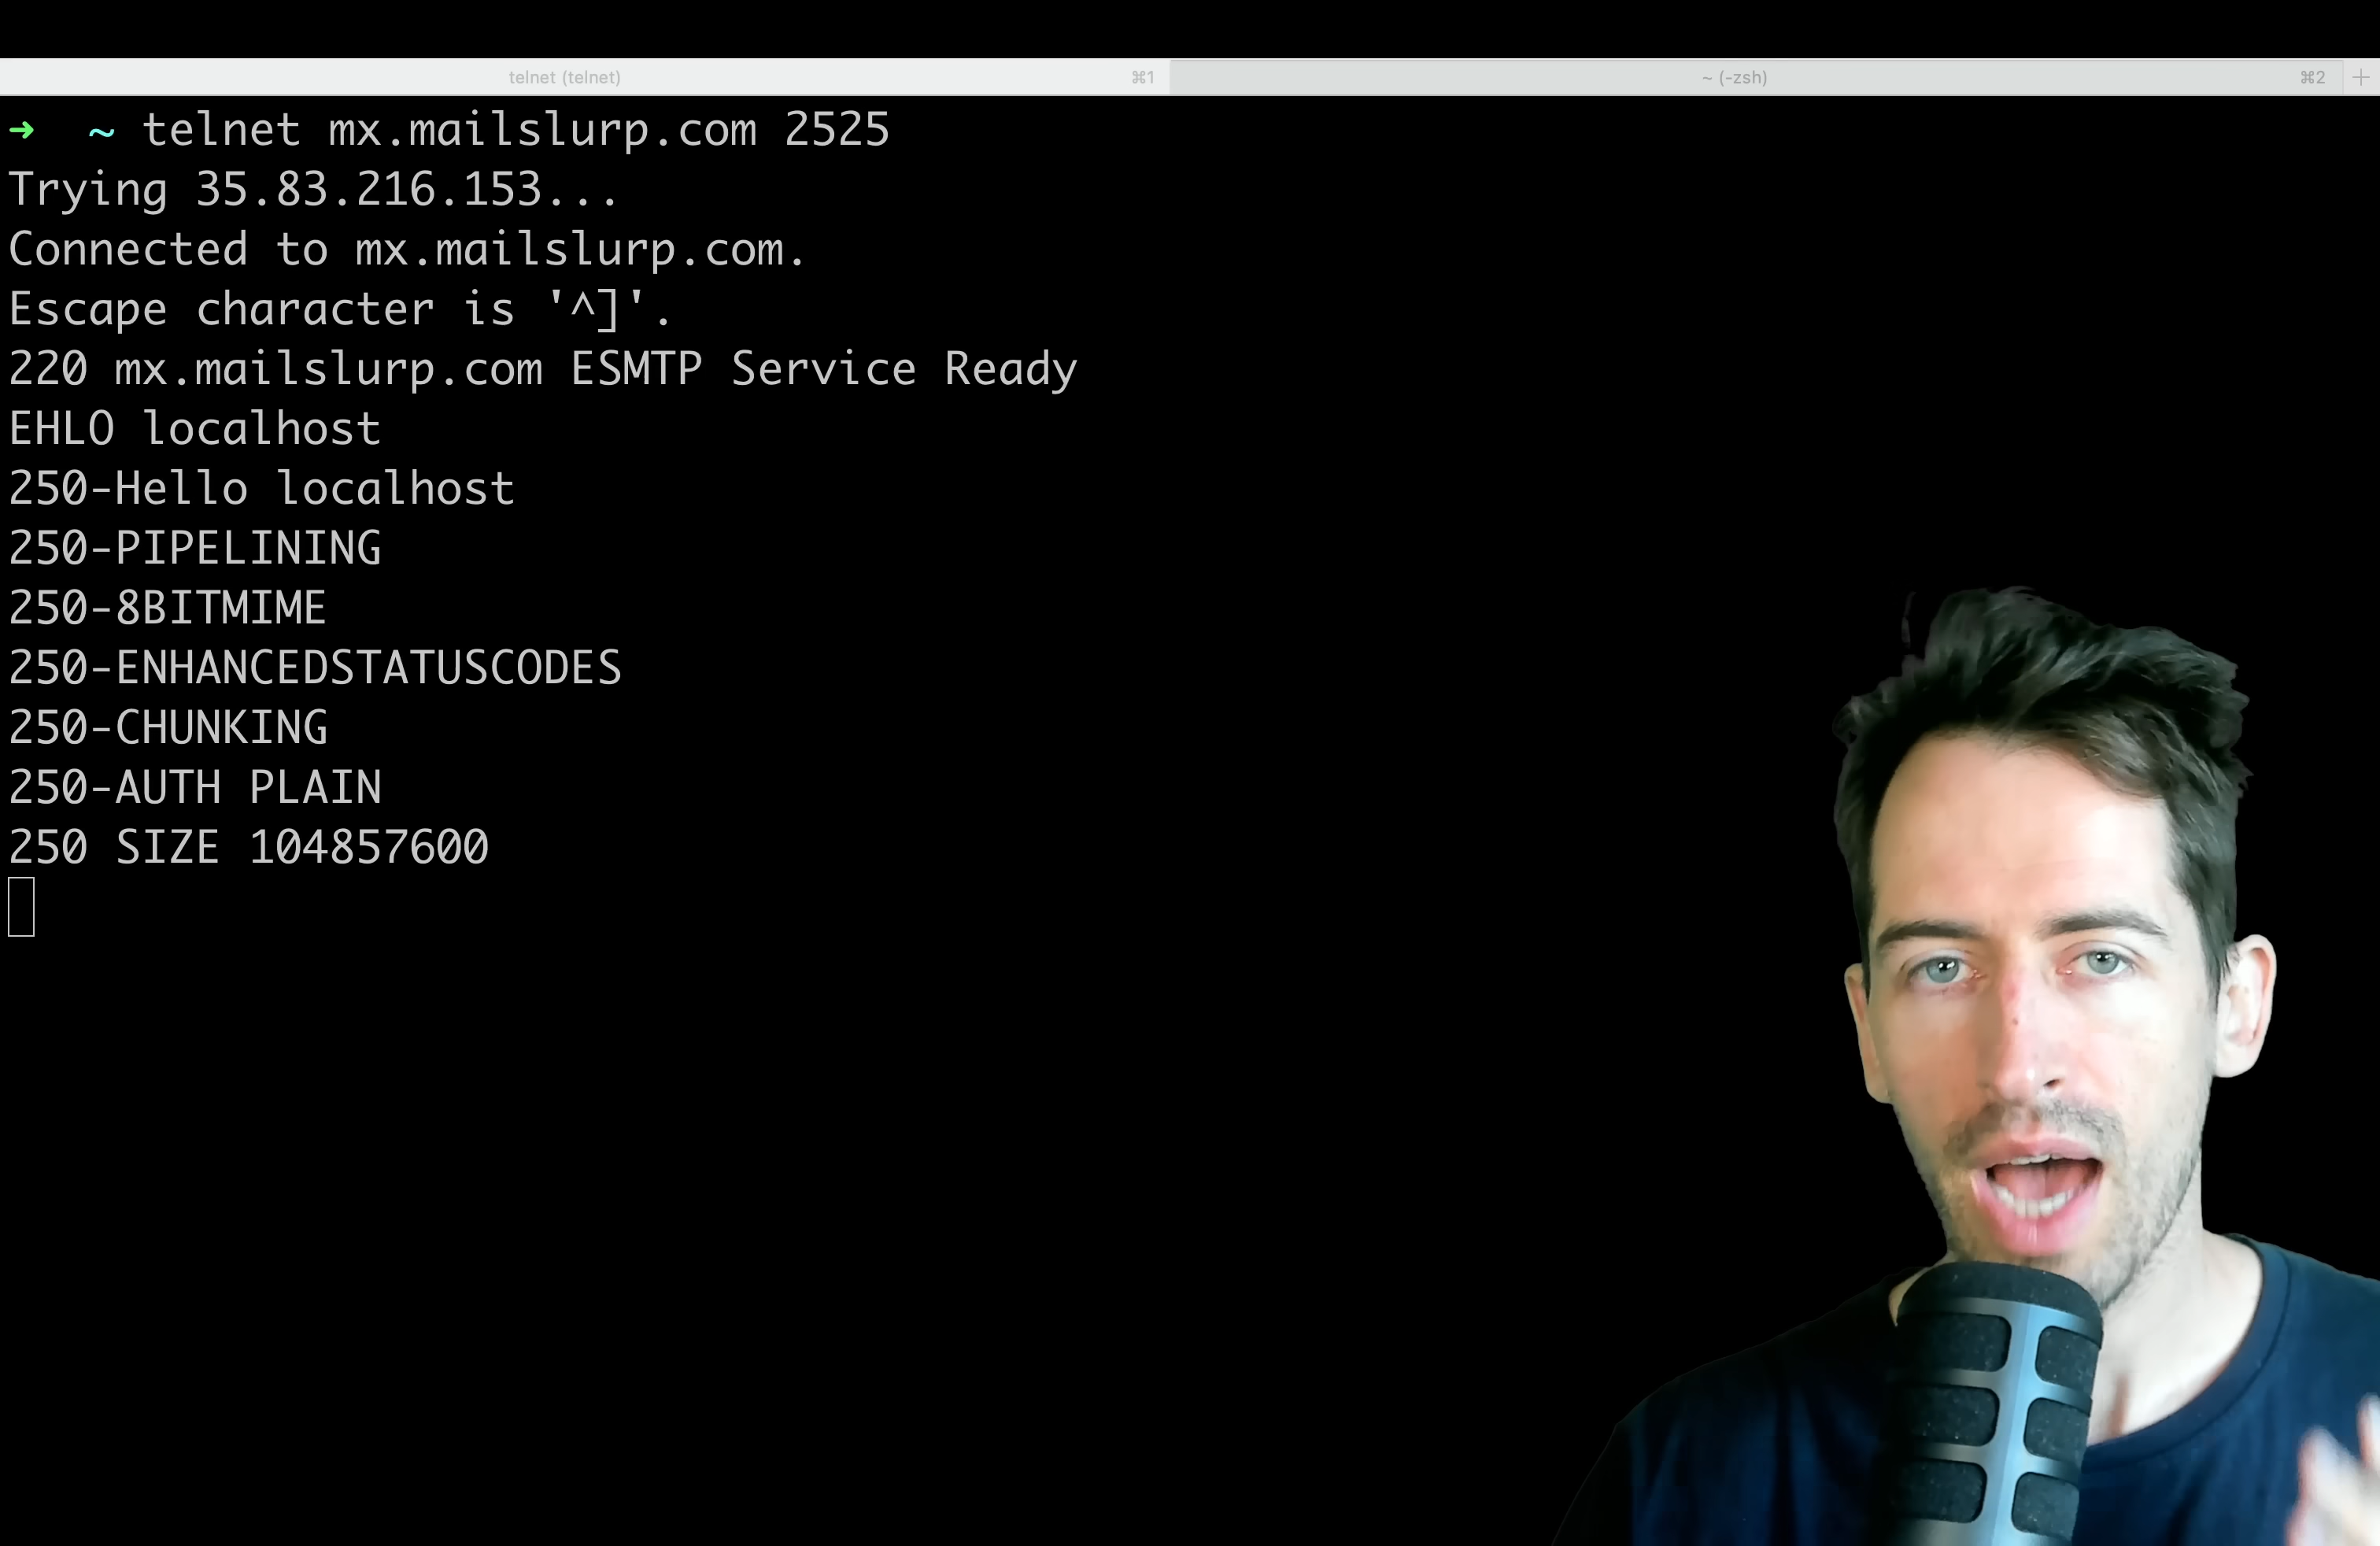 telnet (telnet) ⌘1 ~ (-zsh) ⌘2 +
➜ ~ telnet mx.mailslurp.com 2525
Trying 35.83.216.153...
Connected to mx.mailslurp.com.
Escape character is '^]'.
220 mx.mailslurp.com ESMTP Service Ready
EHLO localhost
250-Hello localhost
250-PIPELINING
250-8BITMIME
250-ENHANCEDSTATUSCODES
250-CHUNKING
250-AUTH PLAIN
250 SIZE 104857600